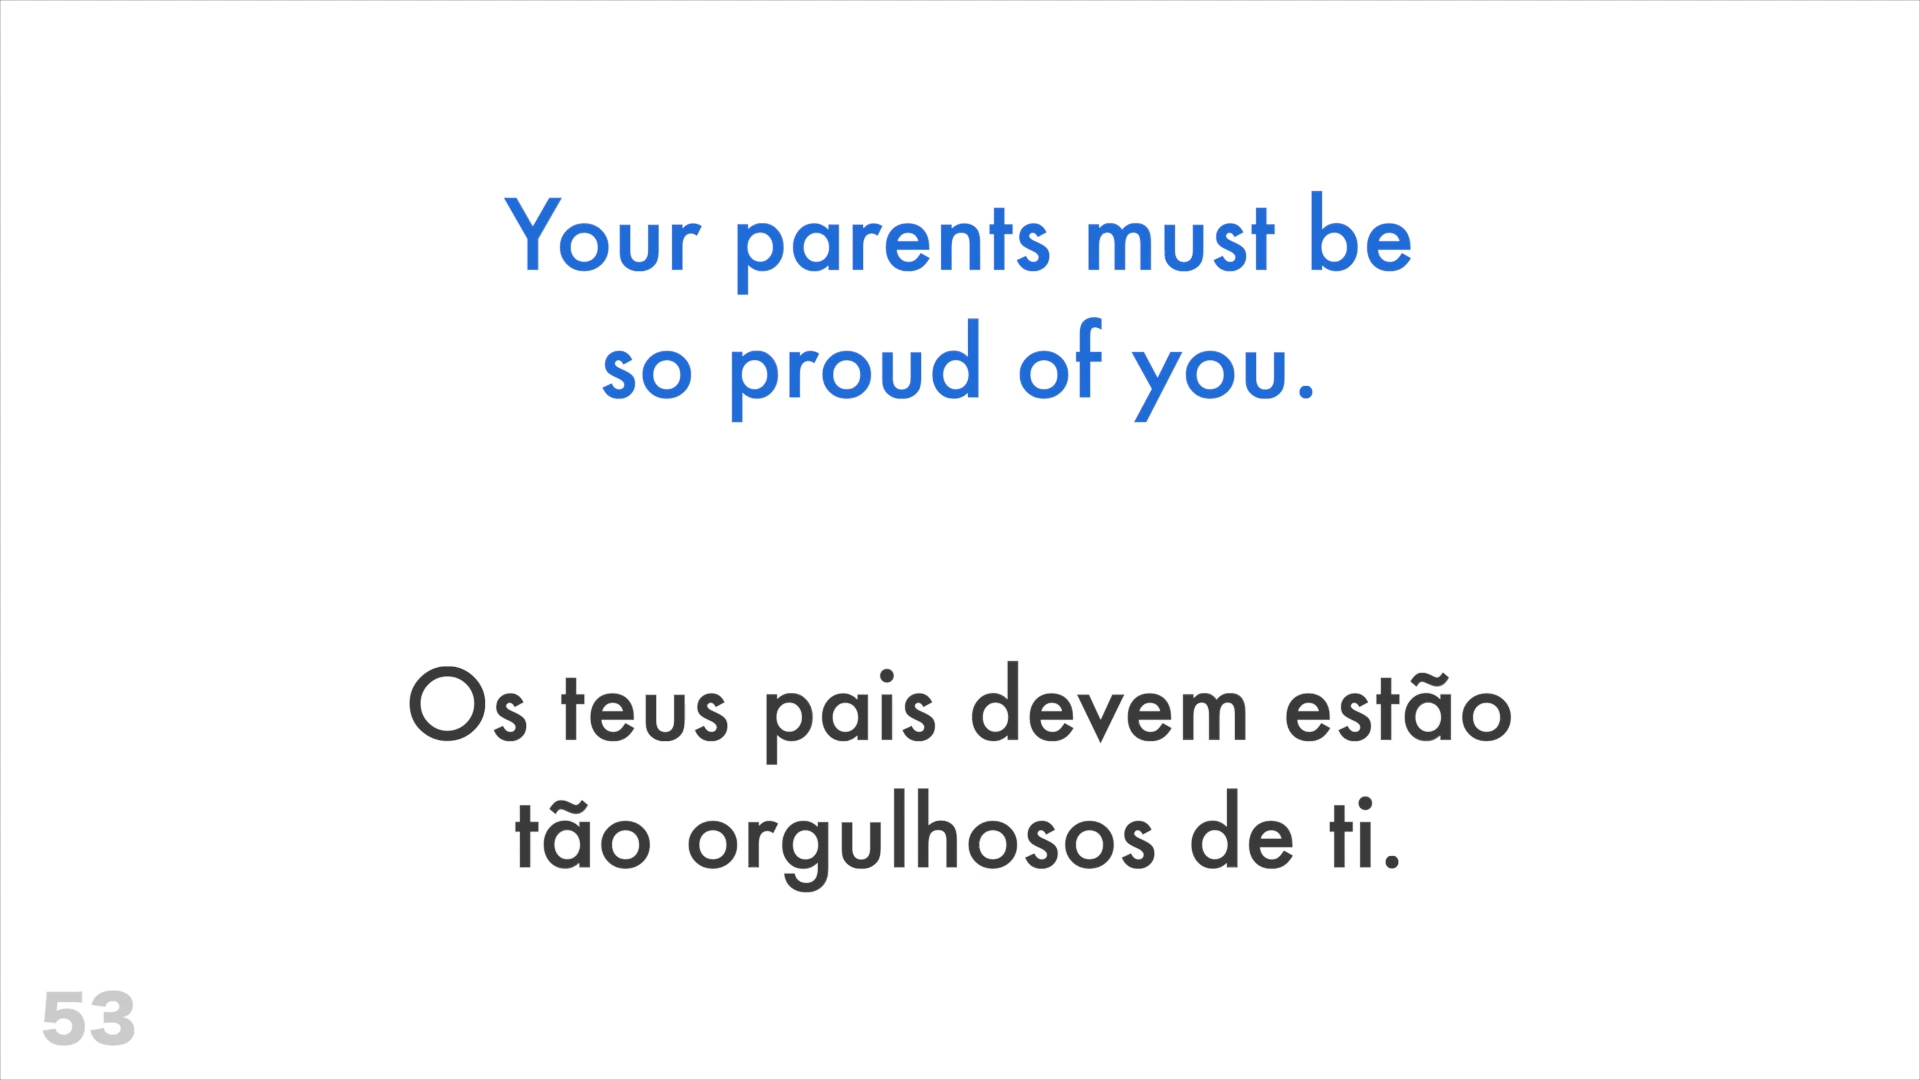 Your parents must be
so proud of you.
Os teus pais devem estão
tão orgulhosos de ti.
53